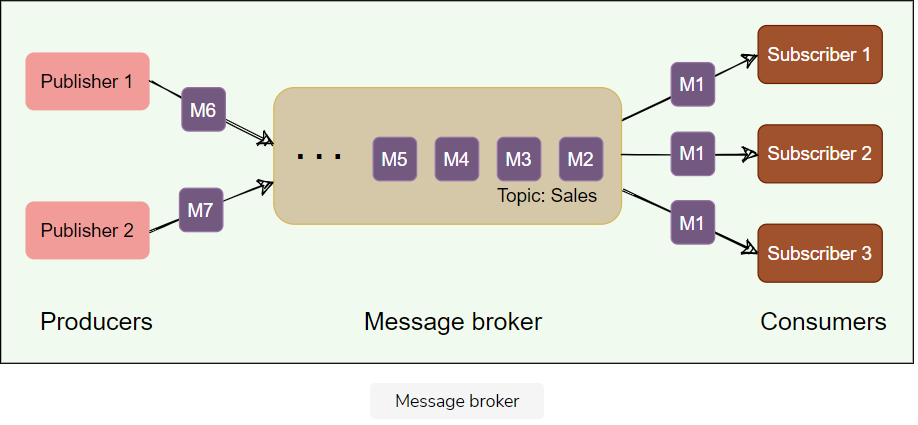 Publisher 1
M6
Publisher 2
M7
...
M5 M4 M3 M2
Topic: Sales
M1
M1
M1
Subscriber 1
Subscriber 2
Subscriber 3
Producers
Message broker
Consumers
Message broker